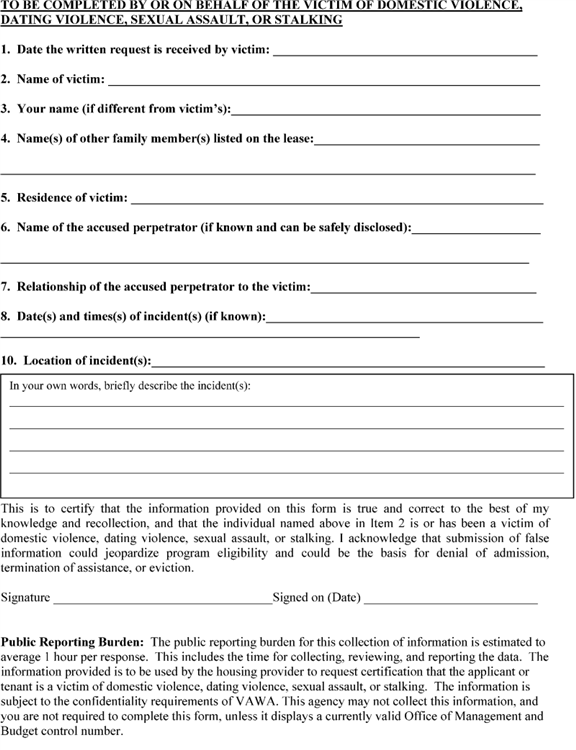 TO BE COMPLETED BY OR ON BEHALF OF THE VICTIM OF DOMESTIC VIOLENCE,
DATING VIOLENCE, SEXUAL ASSAULT, OR STALKING
1. Date the written request is received by victim:
2. Name of victim:
3. Your name (if different from victim's):
4. Name(s) of other family member(s) listed on the lease:
5. Residence of victim:
6. Name of the accused perpetrator (if known and can be safely disclosed):
7. Relationship of the accused perpetrator to the victim:
8. Date(s) and times(s) of incident(s) (if known):
10. Location of incident(s):
In your own words, briefly describe the incident(s):
This is to certify that the information provided on this form is true and correct to the best of my
knowledge and recollection, and that the individual named above in Item 2 is or has been a victim of
domestic violence, dating violence, sexual assault, or stalking. I acknowledge that submission of false
information could jeopardize program eligibility and could be the basis for denial of admission,
termination of assistance, or eviction.
Signature Signed on (Date)
Public Reporting Burden: The public reporting burden for this collection of information is estimated to
average 1 hour per response. This includes the time for collecting, reviewing, and reporting the data. The
information provided is to be used by the housing provider to request certification that the applicant or
tenant is a victim of domestic violence, dating violence, sexual assault, or stalking. The information is
subject to the confidentiality requirements of VAWA. This agency may not collect this information, and
you are not required to complete this form, unless it displays a currently valid Office of Management and
Budget control number.